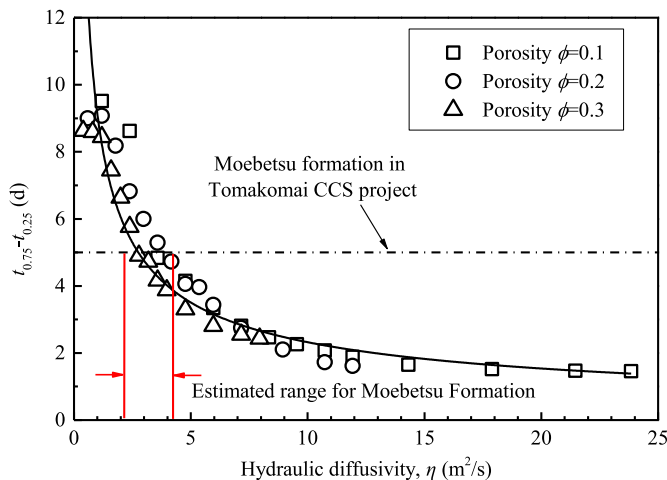 12
10
8
6
4
2
0
t0.75-t0.25 (d)
Porosity ϕ=0.1
Porosity ϕ=0.2
Porosity ϕ=0.3
Moebetsu formation in
Tomakomai CCS project
Estimated range for Moebetsu Formation
0 5 10 15 20 25
Hydraulic diffusivity, η (m²/s)